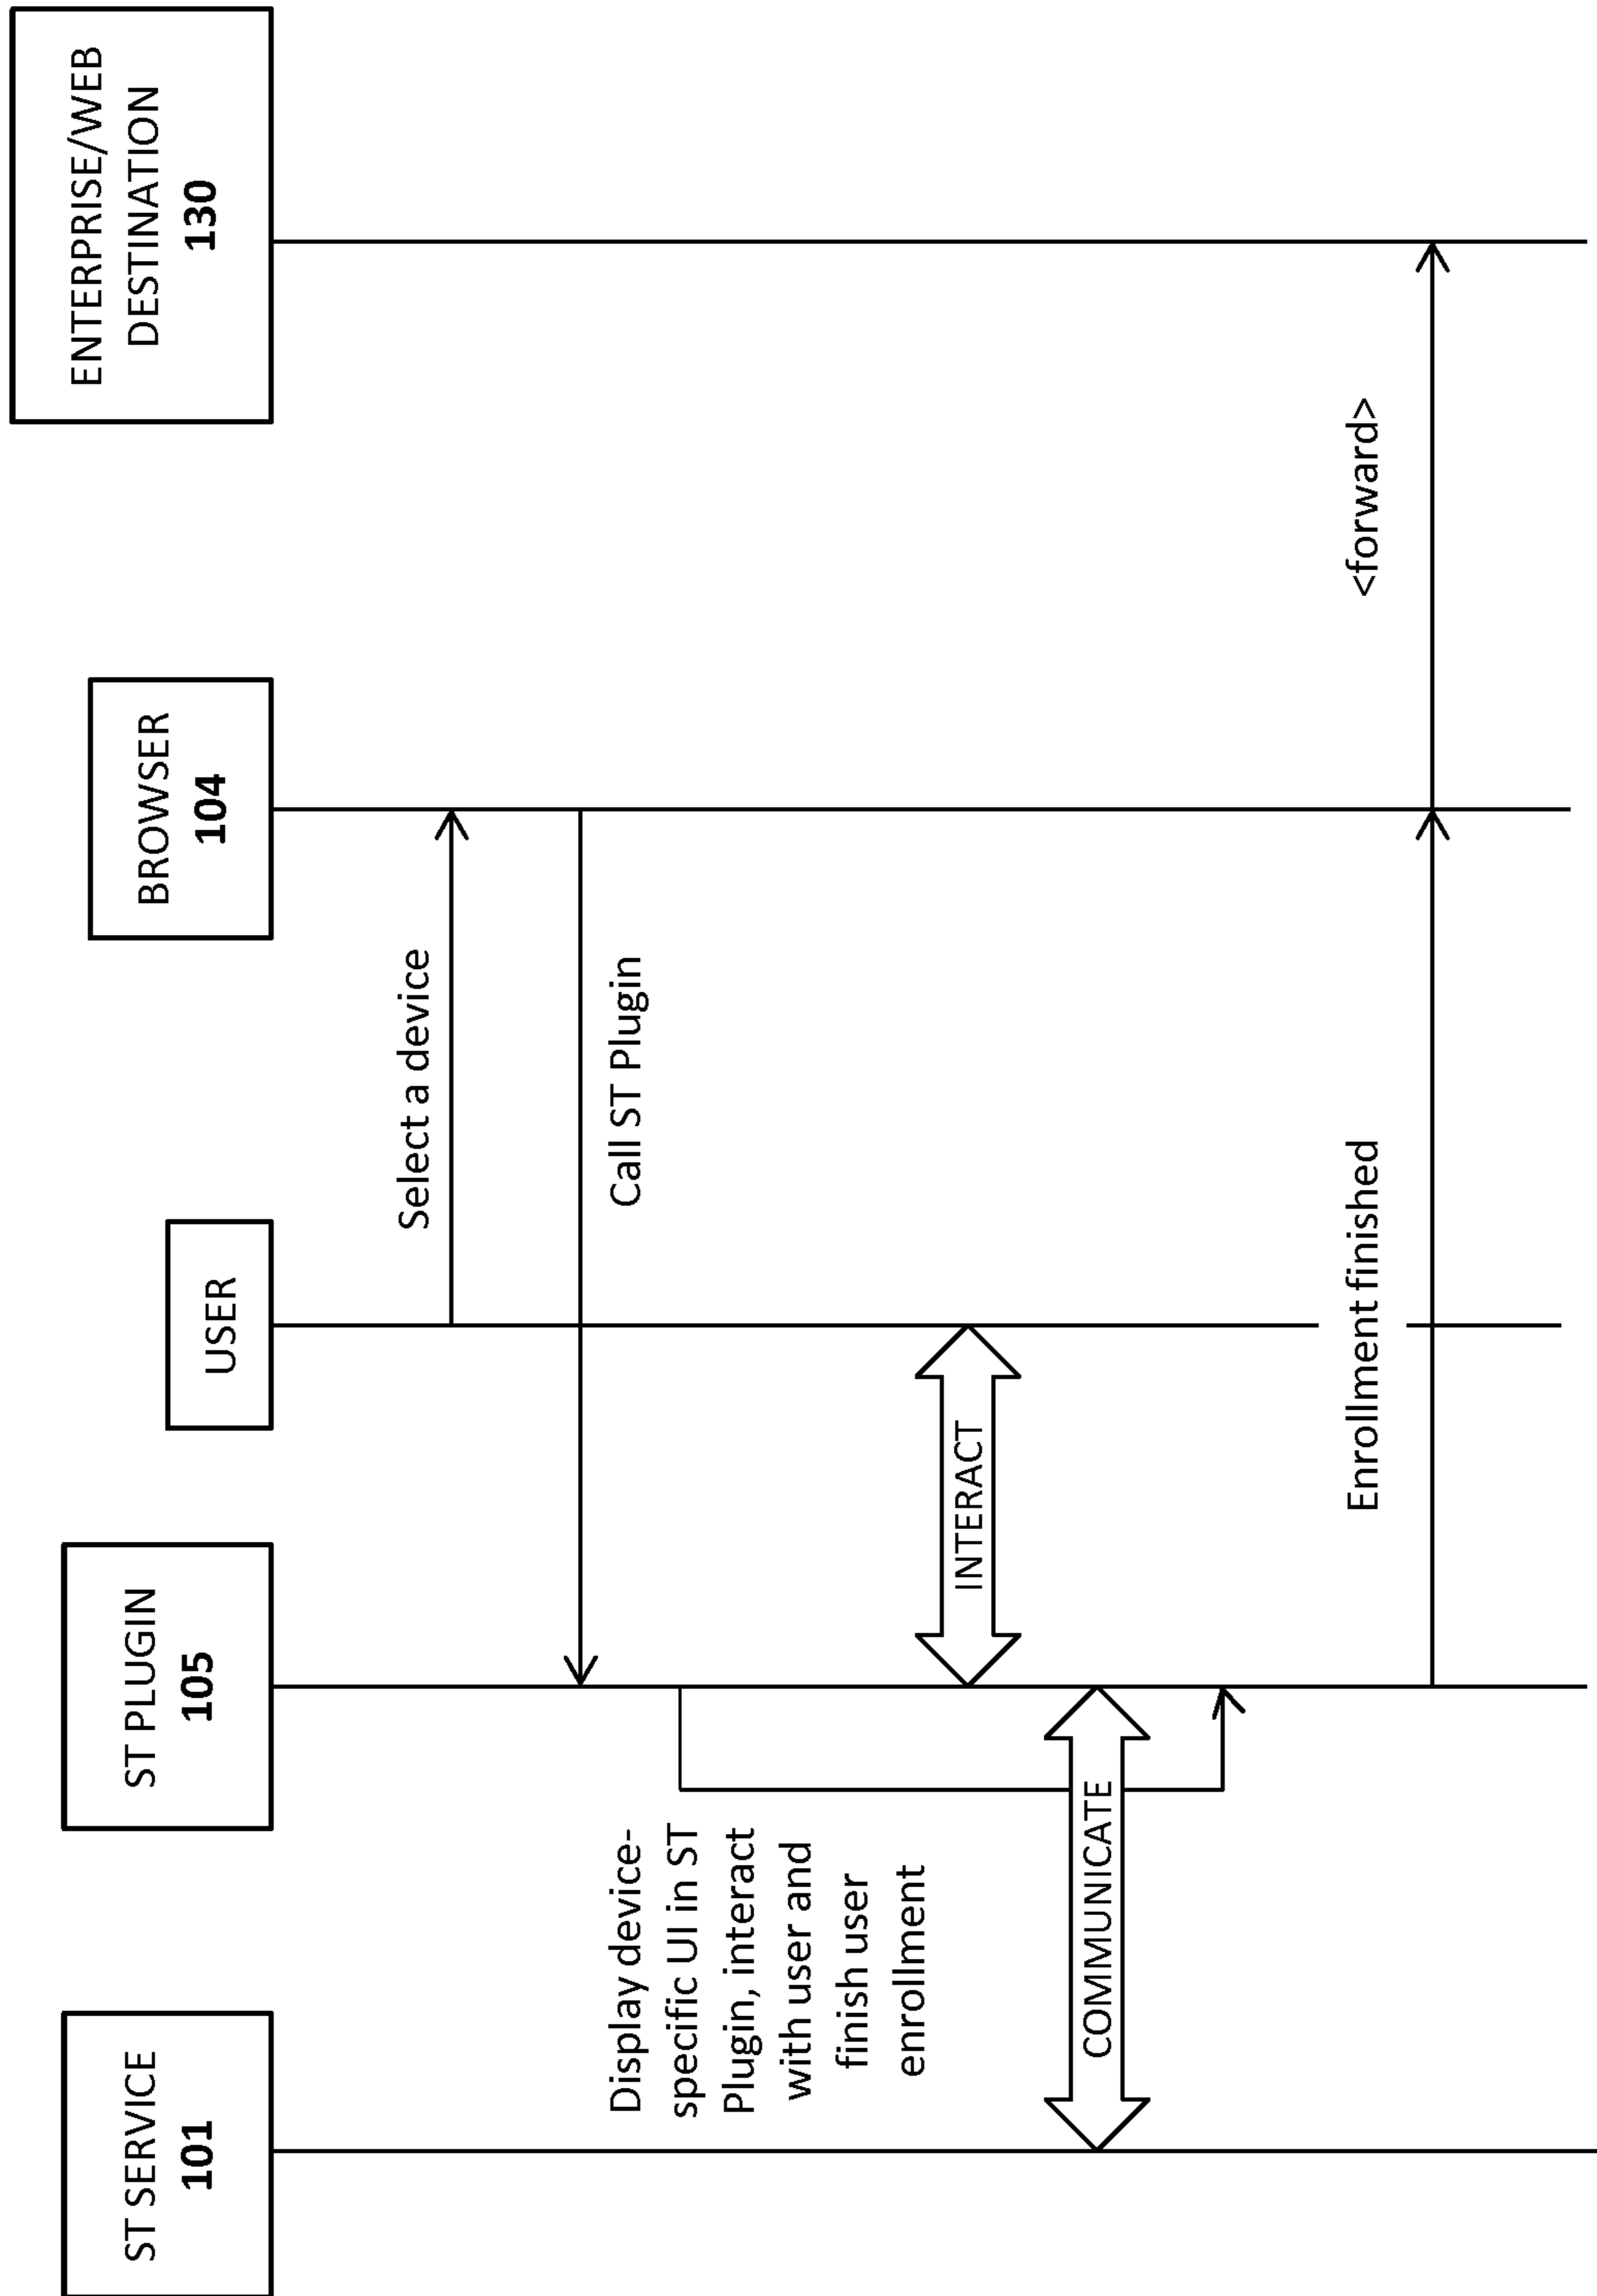 ST SERVICE
101
ST PLUGIN
105
USER
BROWSER
104
ENTERPRISE/WEB
DESTINATION
130
Select a device
Call ST Plugin
Display device-
specific UI in ST
Plugin, interact
with user and
finish user
enrollment
INTERACT
COMMUNICATE
Enrollment finished
<forward>